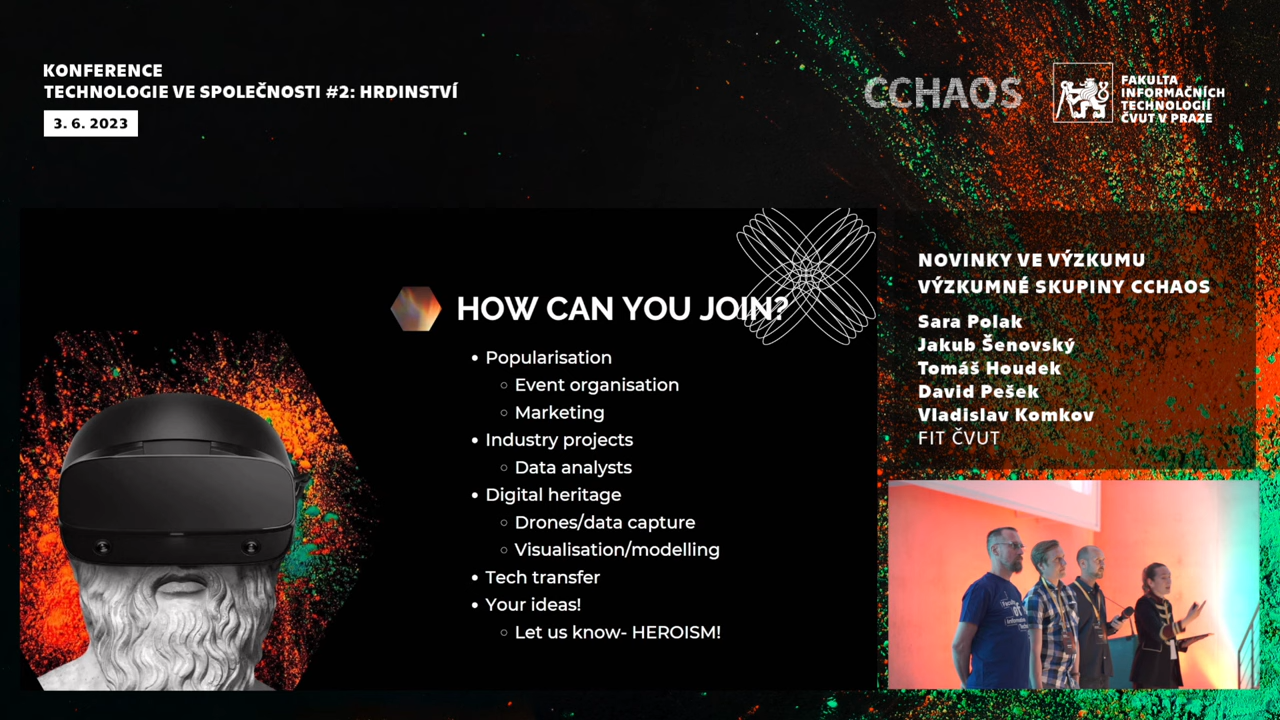 KONFERENCE
TECHNOLOGIE VE SPOLEČNOSTI #2: HRDINSTVÍ
3. 6. 2023
CCHAOS
FAKULTA
INFORMAČNÍCH
TECHNOLOGIÍ
ČVUT V PRAZE
HOW CAN YOU JOIN?
• Popularisation
○ Event organisation
○ Marketing
• Industry projects
○ Data analysts
• Digital heritage
○ Drones/data capture
○ Visualisation/modelling
• Tech transfer
• Your ideas!
○ Let us know- HEROISM!
NOVINKY VE VÝZKUMU
VÝZKUMNÉ SKUPINY CCHAOS
Sara Polak
Jakub Šenovský
Tomáš Houdek
David Pešek
Vladislav Komkov
FIT ČVUT